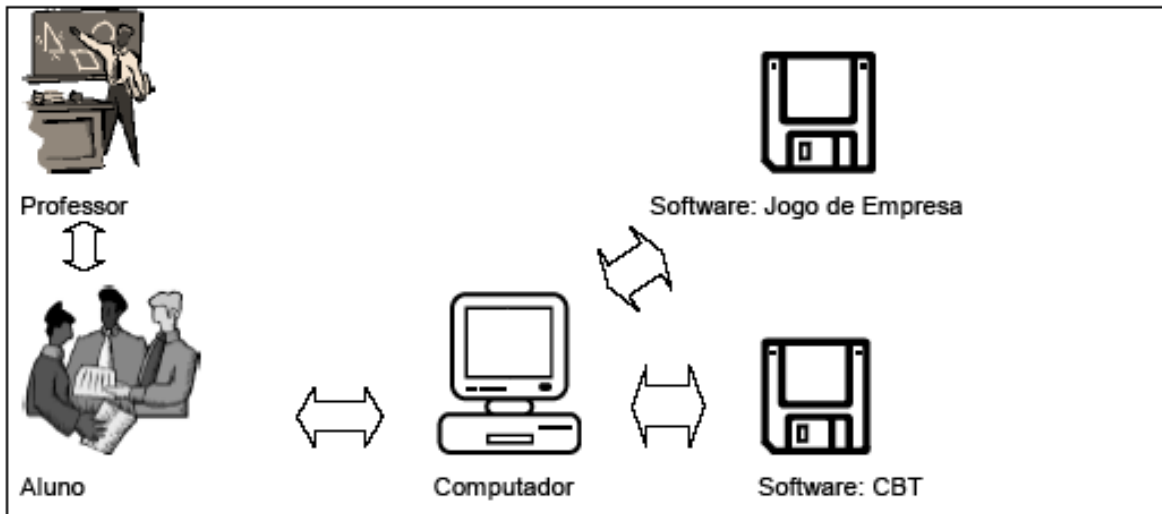 Professor
Software: Jogo de Empresa
Aluno
Computador
Software: CBT